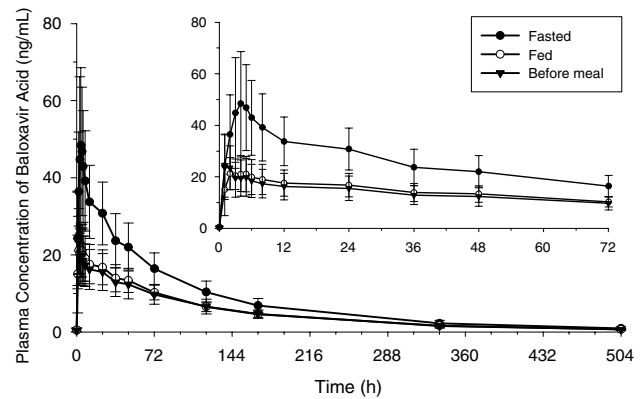 80
60
40
20
0
0 72 144 216 288 360 432 504
Plasma Concentration of Baloxavir Acid (ng/mL)
Time (h)
80
60
40
20
0
0 12 24 36 48 60 72
Fasted
Fed
Before meal